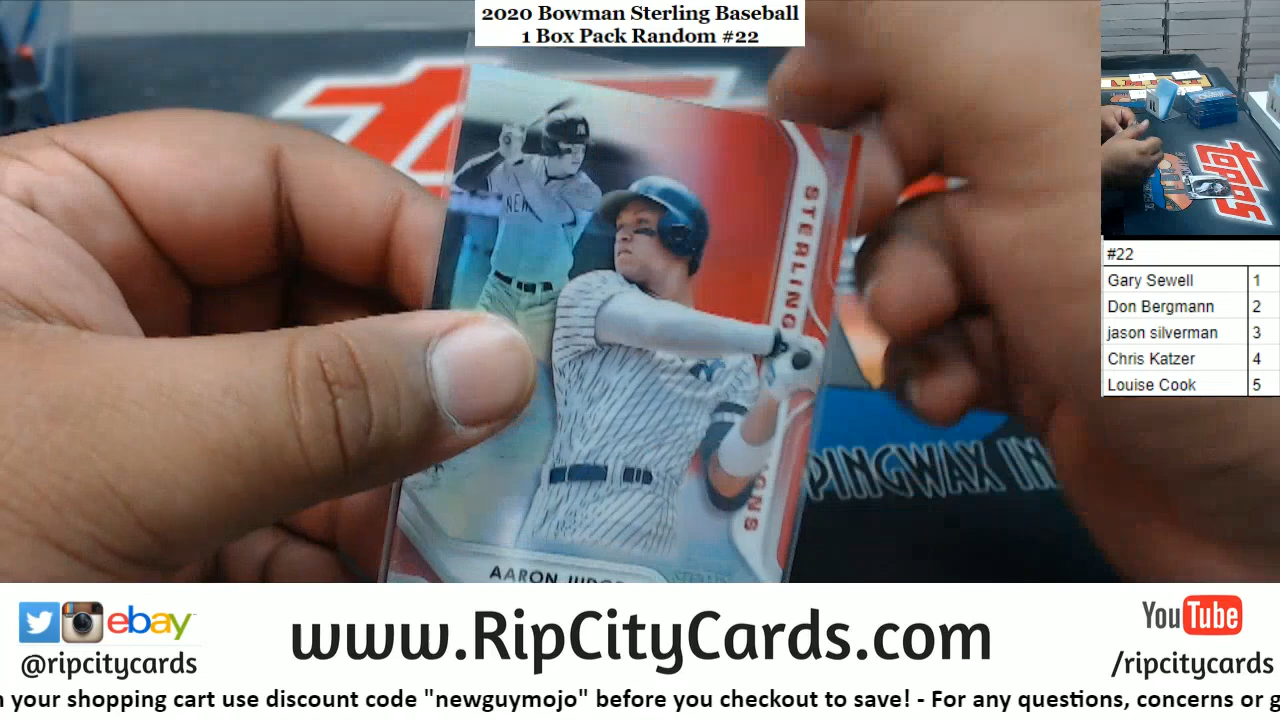 2020 Bowman Sterling Baseball
1 Box Pack Random #22
STERLING
NEW
AARON JUDGE
PINGWAX IN
topps
#22
Gary Sewell 1
Don Bergmann 2
jason silverman 3
Chris Katzer 4
Louise Cook 5
ebay
@ripcitycards
www.RipCityCards.com
YouTube
/ripcitycards
n your shopping cart use discount code "newguymojo" before you checkout to save! - For any questions, concerns or g